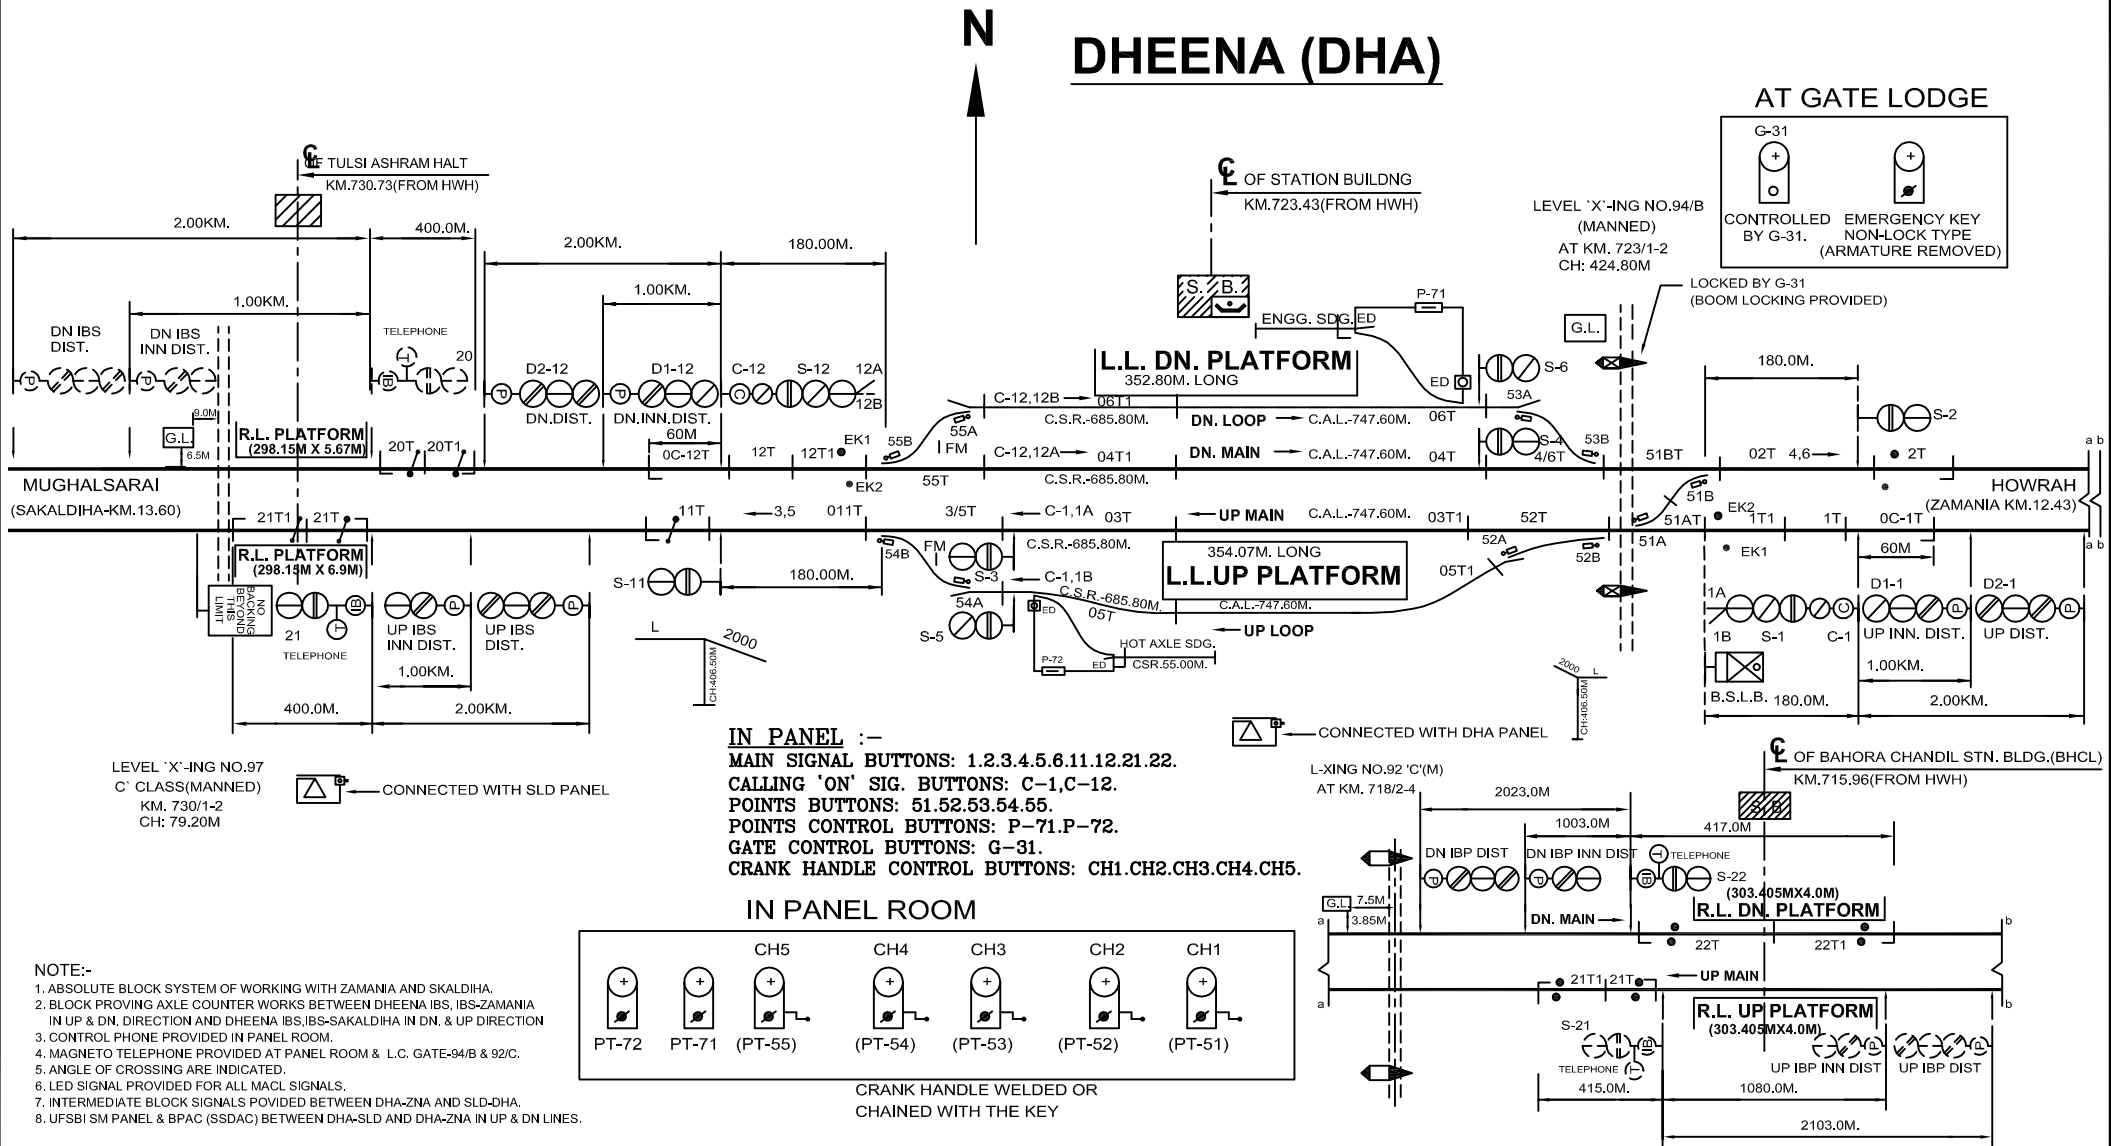 N
DHEENA (DHA)
AT GATE LODGE
G-31
CONTROLLED
BY G-31.
EMERGENCY KEY
NON-LOCK TYPE
(ARMATURE REMOVED)
℄ OF TULSI ASHRAM HALT
KM.730.73(FROM HWH)
℄ OF STATION BUILDNG
KM.723.43(FROM HWH)
LEVEL `X`-ING NO.94/B
(MANNED)
AT KM. 723/1-2
CH: 424.80M
LOCKED BY G-31
(BOOM LOCKING PROVIDED)
2.00KM.
400.0M.
2.00KM.
180.00M.
1.00KM.
1.00KM.
S. B.
P-71
ENGG. SDG.
ED
G.L.
180.0M.
DN IBS
DIST.
DN IBS
INN DIST.
TELEPHONE
T
20
P
P
IB
D2-12
D1-12
C-12
S-12
12A
12B
P
P
C
DN.DIST.
DN.INN.DIST.
L.L. DN. PLATFORM
352.80M. LONG
ED
S-6
53A
S-2
9.0M
G.L.
6.5M
R.L. PLATFORM
(298.15M X 5.67M)
20T
20T1
60M
0C-12T
12T
12T1
EK1
EK2
55B
55A
FM
C-12,12B
06T1
C.S.R.-685.80M.
DN. LOOP
C.A.L.-747.60M.
06T
C-12,12A
04T1
DN. MAIN
C.A.L.-747.60M.
04T
S-4
4/6T
53B
51BT
02T
4,6
2T
a b
55T
C.S.R.-685.80M.
MUGHALSARAI
(SAKALDIHA-KM.13.60)
HOWRAH
(ZAMANIA KM.12.43)
21T1
21T
11T
3,5
011T
3/5T
C-1,1A
03T
UP MAIN
C.A.L.-747.60M.
03T1
52T
51B
51AT
51A
EK2
EK1
1T1
1T
0C-1T
60M
a b
R.L. PLATFORM
(298.15M X 6.9M)
54B
FM
S-3
C.S.R.-685.80M.
354.07M. LONG
L.L.UP PLATFORM
52A
52B
05T1
S-11
180.00M.
C-1,1B
C.S.R.-685.80M.
C.A.L.-747.60M.
54A
05T
UP LOOP
S-5
ED
HOT AXLE SDG.
CSR.55.00M.
P-72
ED
NO BACKING BEYOND THIS LIMIT
21
T
IB
TELEPHONE
UP IBS
INN DIST.
P
UP IBS
DIST.
P
1.00KM.
400.0M.
2.00KM.
L
2000
CH:406.50M
2000
L
CH:406.50M
1A
1B
S-1
C-1
C
D1-1
D2-1
P
P
UP INN. DIST.
UP DIST.
1.00KM.
B.S.L.B.
180.0M.
2.00KM.
LEVEL `X`-ING NO.97
C` CLASS(MANNED)
KM. 730/1-2
CH: 79.20M
CONNECTED WITH SLD PANEL
CONNECTED WITH DHA PANEL
IN PANEL :-
MAIN SIGNAL BUTTONS: 1.2.3.4.5.6.11.12.21.22.
CALLING `ON` SIG. BUTTONS: C-1,C-12.
POINTS BUTTONS: 51.52.53.54.55.
POINTS CONTROL BUTTONS: P-71.P-72.
GATE CONTROL BUTTONS: G-31.
CRANK HANDLE CONTROL BUTTONS: CH1.CH2.CH3.CH4.CH5.
IN PANEL ROOM
CH5
CH4
CH3
CH2
CH1
PT-72
PT-71
(PT-55)
(PT-54)
(PT-53)
(PT-52)
(PT-51)
CRANK HANDLE WELDED OR
CHAINED WITH THE KEY
NOTE:-
1. ABSOLUTE BLOCK SYSTEM OF WORKING WITH ZAMANIA AND SKALDIHA.
2. BLOCK PROVING AXLE COUNTER WORKS BETWEEN DHEENA IBS, IBS-ZAMANIA
IN UP & DN. DIRECTION AND DHEENA IBS,IBS-SAKALDIHA IN DN. & UP DIRECTION
3. CONTROL PHONE PROVIDED IN PANEL ROOM.
4. MAGNETO TELEPHONE PROVIDED AT PANEL ROOM & L.C. GATE-94/B & 92/C.
5. ANGLE OF CROSSING ARE INDICATED.
6. LED SIGNAL PROVIDED FOR ALL MACL SIGNALS.
7. INTERMEDIATE BLOCK SIGNALS POVIDED BETWEEN DHA-ZNA AND SLD-DHA.
8. UFSBI SM PANEL & BPAC (SSDAC) BETWEEN DHA-SLD AND DHA-ZNA IN UP & DN LINES.
℄ OF BAHORA CHANDIL STN. BLDG.(BHCL)
KM.715.96(FROM HWH)
L-XING NO.92 'C'(M)
AT KM. 718/2-4
2023.0M
S. B
1003.0M
417.0M
DN IBP DIST
DN IBP INN DIST
T
TELEPHONE
P
P
IB
S-22
(303.405MX4.0M)
R.L. DN. PLATFORM
G.L.
7.5M
3.85M
DN. MAIN
a
b
22T
22T1
21T1
21T
UP MAIN
a
b
R.L. UP PLATFORM
(303.405MX4.0M)
S-21
IB
P
P
TELEPHONE
T
UP IBP INN DIST
UP IBP DIST
415.0M.
1080.0M.
2103.0M.